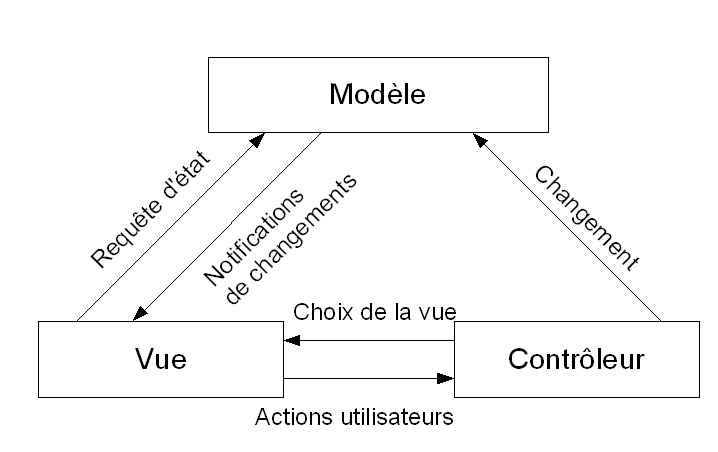 Modèle
Requête d'état
Notifications
de changements
Changement
Choix de la vue
Vue
Contrôleur
Actions utilisateurs